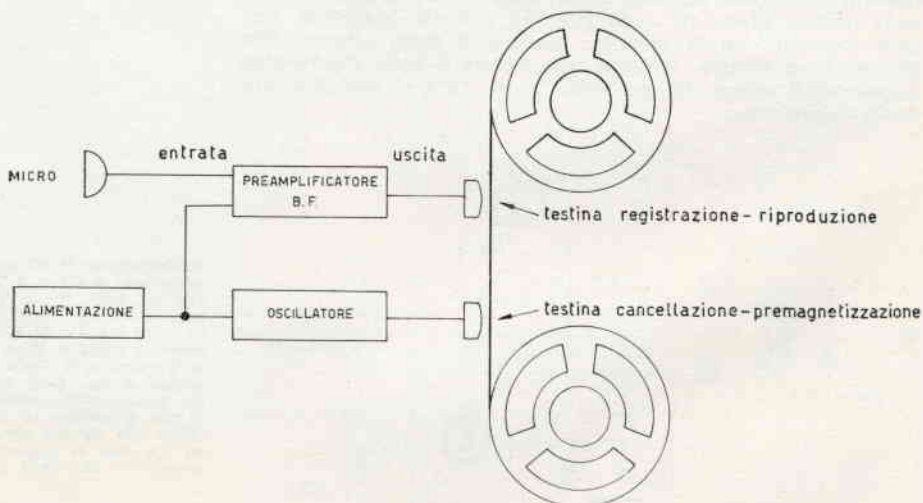 MICRO
entrata
PREAMPLIFICATORE
B.F.
uscita
testina registrazione-riproduzione
ALIMENTAZIONE
OSCILLATORE
testina cancellazione-premagnetizzazione